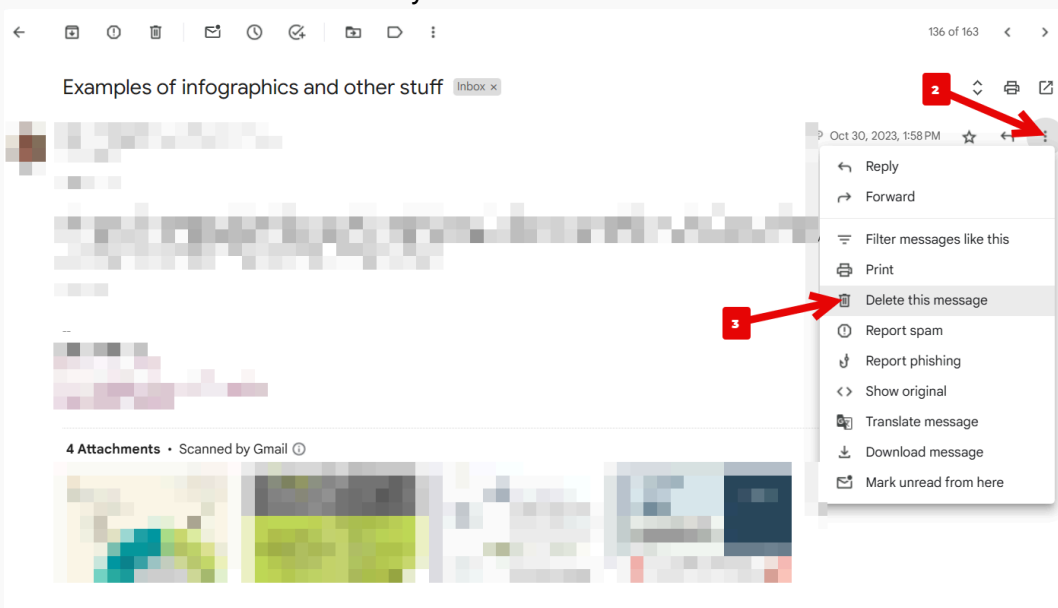 136 of 163
Examples of infographics and other stuff Inbox ×
2
Oct 30, 2023, 1:58 PM
Reply
Forward
Filter messages like this
Print
Delete this message
3
Report spam
Report phishing
Show original
Translate message
Download message
Mark unread from here
--
4 Attachments • Scanned by Gmail